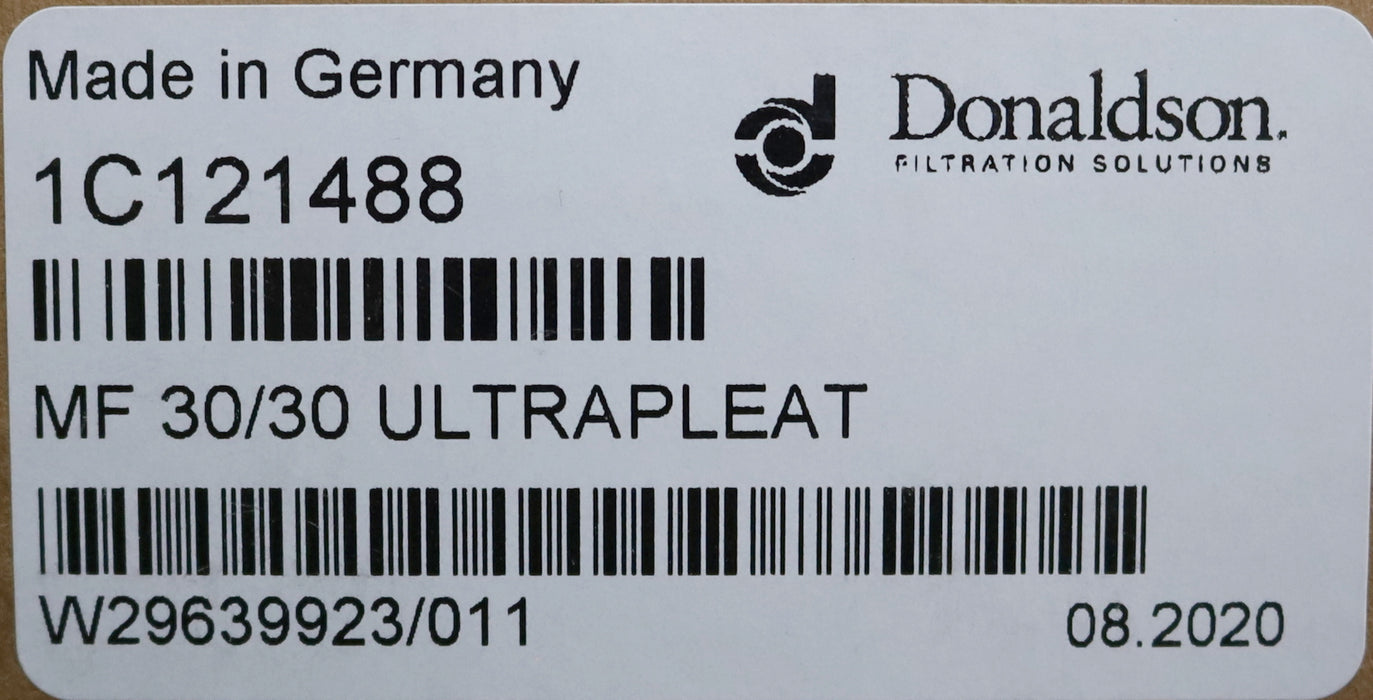 Made in Germany
Donaldson.
FILTRATION SOLUTIONS
1C121488
MF 30/30 ULTRAPLEAT
W29639923/011
08.2020